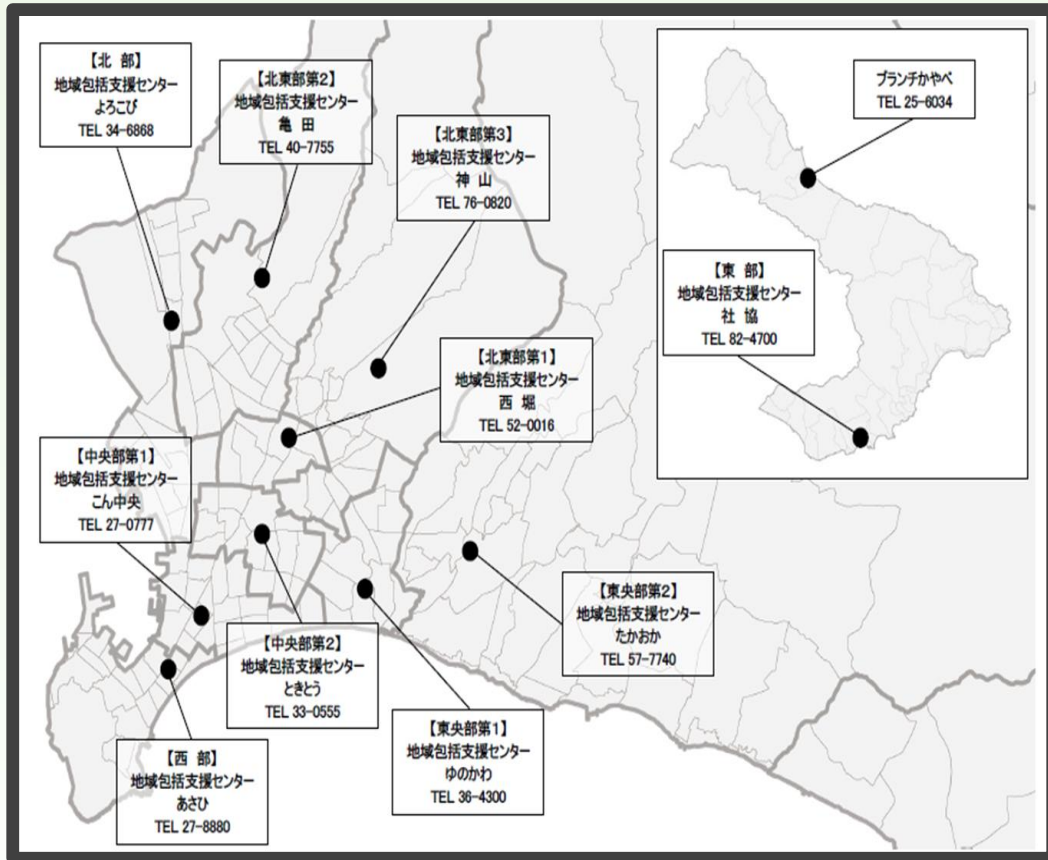 【北 部】
地域包括支援センター
よろこび
TEL 34-6868
【北東部第2】
地域包括支援センター
亀 田
TEL 40-7755
【北東部第3】
地域包括支援センター
神 山
TEL 76-0820
ブランチかやべ
TEL 25-6034
【東 部】
地域包括支援センター
社 協
TEL 82-4700
【北東部第1】
地域包括支援センター
西 堀
TEL 52-0016
【中央部第1】
地域包括支援センター
こん中央
TEL 27-0777
【東央部第2】
地域包括支援センター
たかおか
TEL 57-7740
【中央部第2】
地域包括支援センター
ときとう
TEL 33-0555
【東央部第1】
地域包括支援センター
ゆのかわ
TEL 36-4300
【西 部】
地域包括支援センター
あさひ
TEL 27-8880